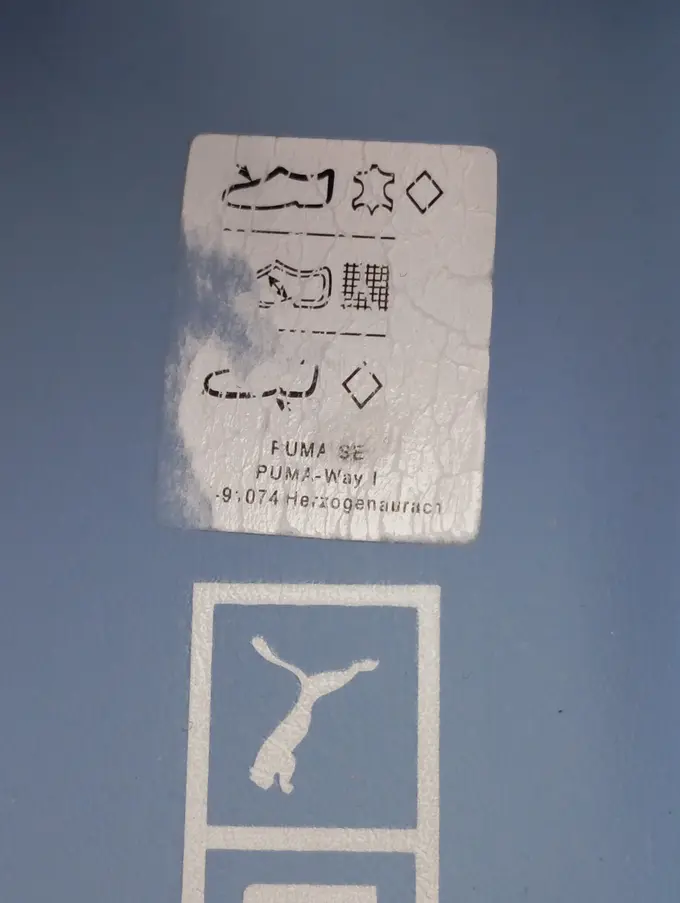 PUMA SE
PUMA-Way 1
-91074 Herzogenaurach